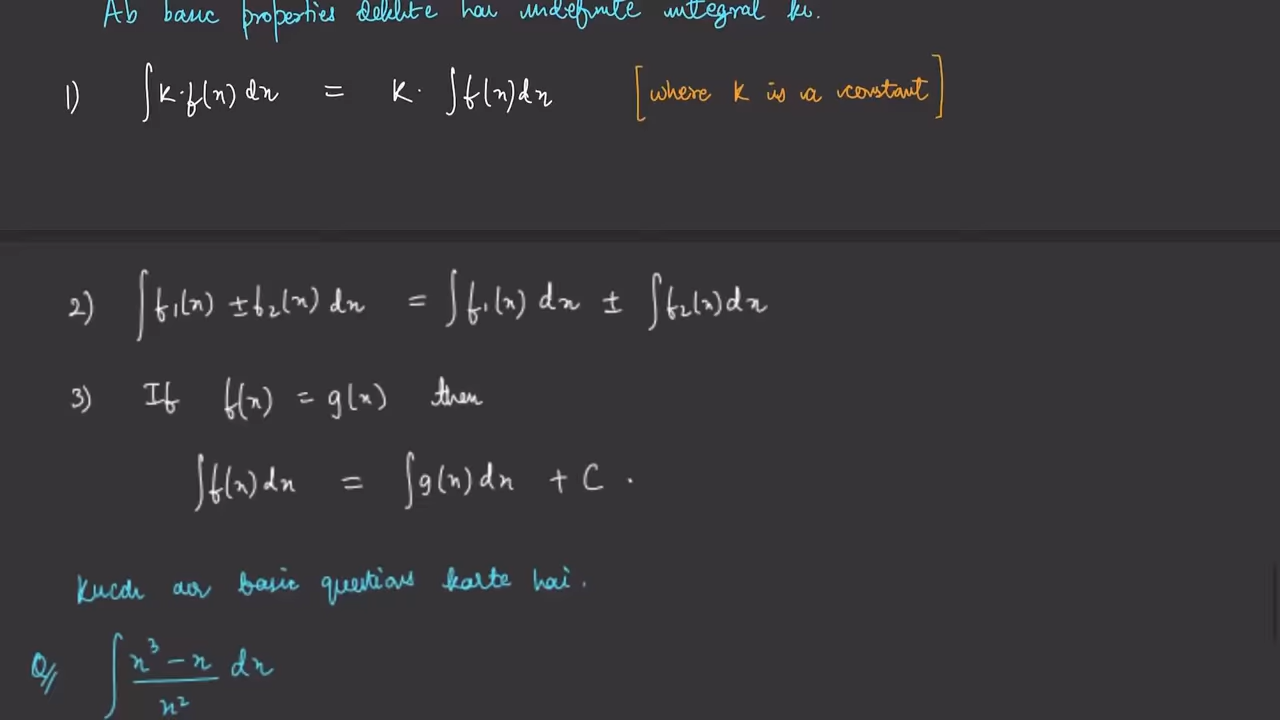 Ab basic properties dekhte hai indefinite integral ki.
1) ∫K·f(x) dx = K· ∫f(x)dx [where K is a constant]
2) ∫f₁(x) ± f₂(x) dx = ∫f₁(x) dx ± ∫f₂(x)dx
3) If f(x) = g(x) then
∫f(x)dx = ∫g(x)dx + C .
Kuch aor basic questions karte hai.
Q// ∫ (x³ - x)/x² dx